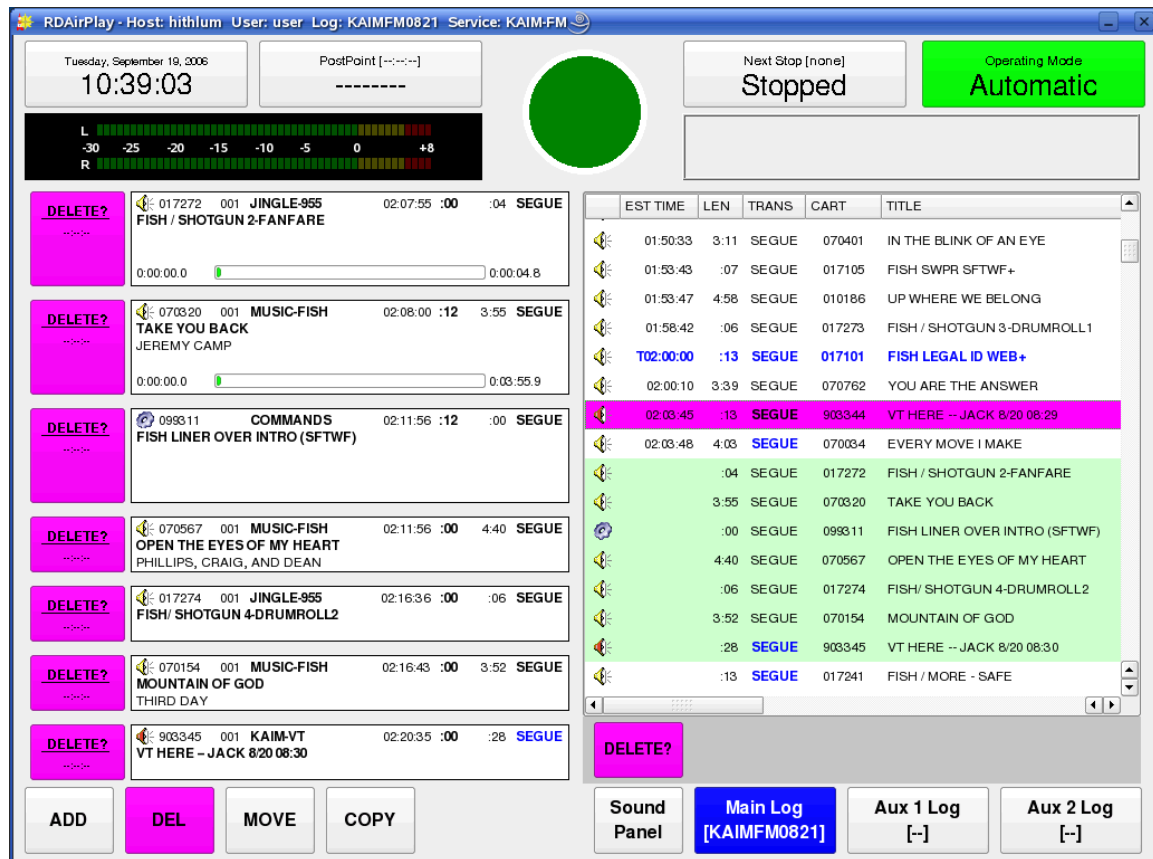 RDAirPlay - Host: hithlum User: user Log: KAIMFM0821 Service: KAIM-FM
Tuesday, September 19, 2006
10:39:03
PostPoint [--:--:--]
--------
Next Stop [none]
Stopped
Operating Mode
Automatic
L
-30 -25 -20 -15 -10 -5 0 +8
R
DELETE?
--:--:--
017272 001 JINGLE-955 02:07:55 :00 :04 SEGUE
FISH / SHOTGUN 2-FANFARE
0:00:00.0 0:00:04.8
DELETE?
--:--:--
070320 001 MUSIC-FISH 02:08:00 :12 3:55 SEGUE
TAKE YOU BACK
JEREMY CAMP
0:00:00.0 0:03:55.9
DELETE?
--:--:--
099311 COMMANDS 02:11:56 :12 :00 SEGUE
FISH LINER OVER INTRO (SFTWF)
DELETE?
--:--:--
070567 001 MUSIC-FISH 02:11:56 :00 4:40 SEGUE
OPEN THE EYES OF MY HEART
PHILLIPS, CRAIG, AND DEAN
DELETE?
--:--:--
017274 001 JINGLE-955 02:16:36 :00 :06 SEGUE
FISH/ SHOTGUN 4-DRUMROLL2
DELETE?
--:--:--
070154 001 MUSIC-FISH 02:16:43 :00 3:52 SEGUE
MOUNTAIN OF GOD
THIRD DAY
DELETE?
--:--:--
903345 001 KAIM-VT 02:20:35 :00 :28 SEGUE
VT HERE -- JACK 8/20 08:30
EST TIME LEN TRANS CART TITLE
01:50:33 3:11 SEGUE 070401 IN THE BLINK OF AN EYE
01:53:43 :07 SEGUE 017105 FISH SWPR SFTWF+
01:53:47 4:58 SEGUE 010186 UP WHERE WE BELONG
01:58:42 :06 SEGUE 017273 FISH / SHOTGUN 3-DRUMROLL1
T02:00:00 :13 SEGUE 017101 FISH LEGAL ID WEB+
02:00:10 3:39 SEGUE 070762 YOU ARE THE ANSWER
02:03:45 :13 SEGUE 903344 VT HERE -- JACK 8/20 08:29
02:03:48 4:03 SEGUE 070034 EVERY MOVE I MAKE
:04 SEGUE 017272 FISH / SHOTGUN 2-FANFARE
3:55 SEGUE 070320 TAKE YOU BACK
:00 SEGUE 099311 FISH LINER OVER INTRO (SFTWF)
4:40 SEGUE 070567 OPEN THE EYES OF MY HEART
:06 SEGUE 017274 FISH/ SHOTGUN 4-DRUMROLL2
3:52 SEGUE 070154 MOUNTAIN OF GOD
:28 SEGUE 903345 VT HERE -- JACK 8/20 08:30
:13 SEGUE 017241 FISH / MORE - SAFE
DELETE?
ADD DEL MOVE COPY
Sound Panel
Main Log
[KAIMFM0821]
Aux 1 Log
[--]
Aux 2 Log
[--]